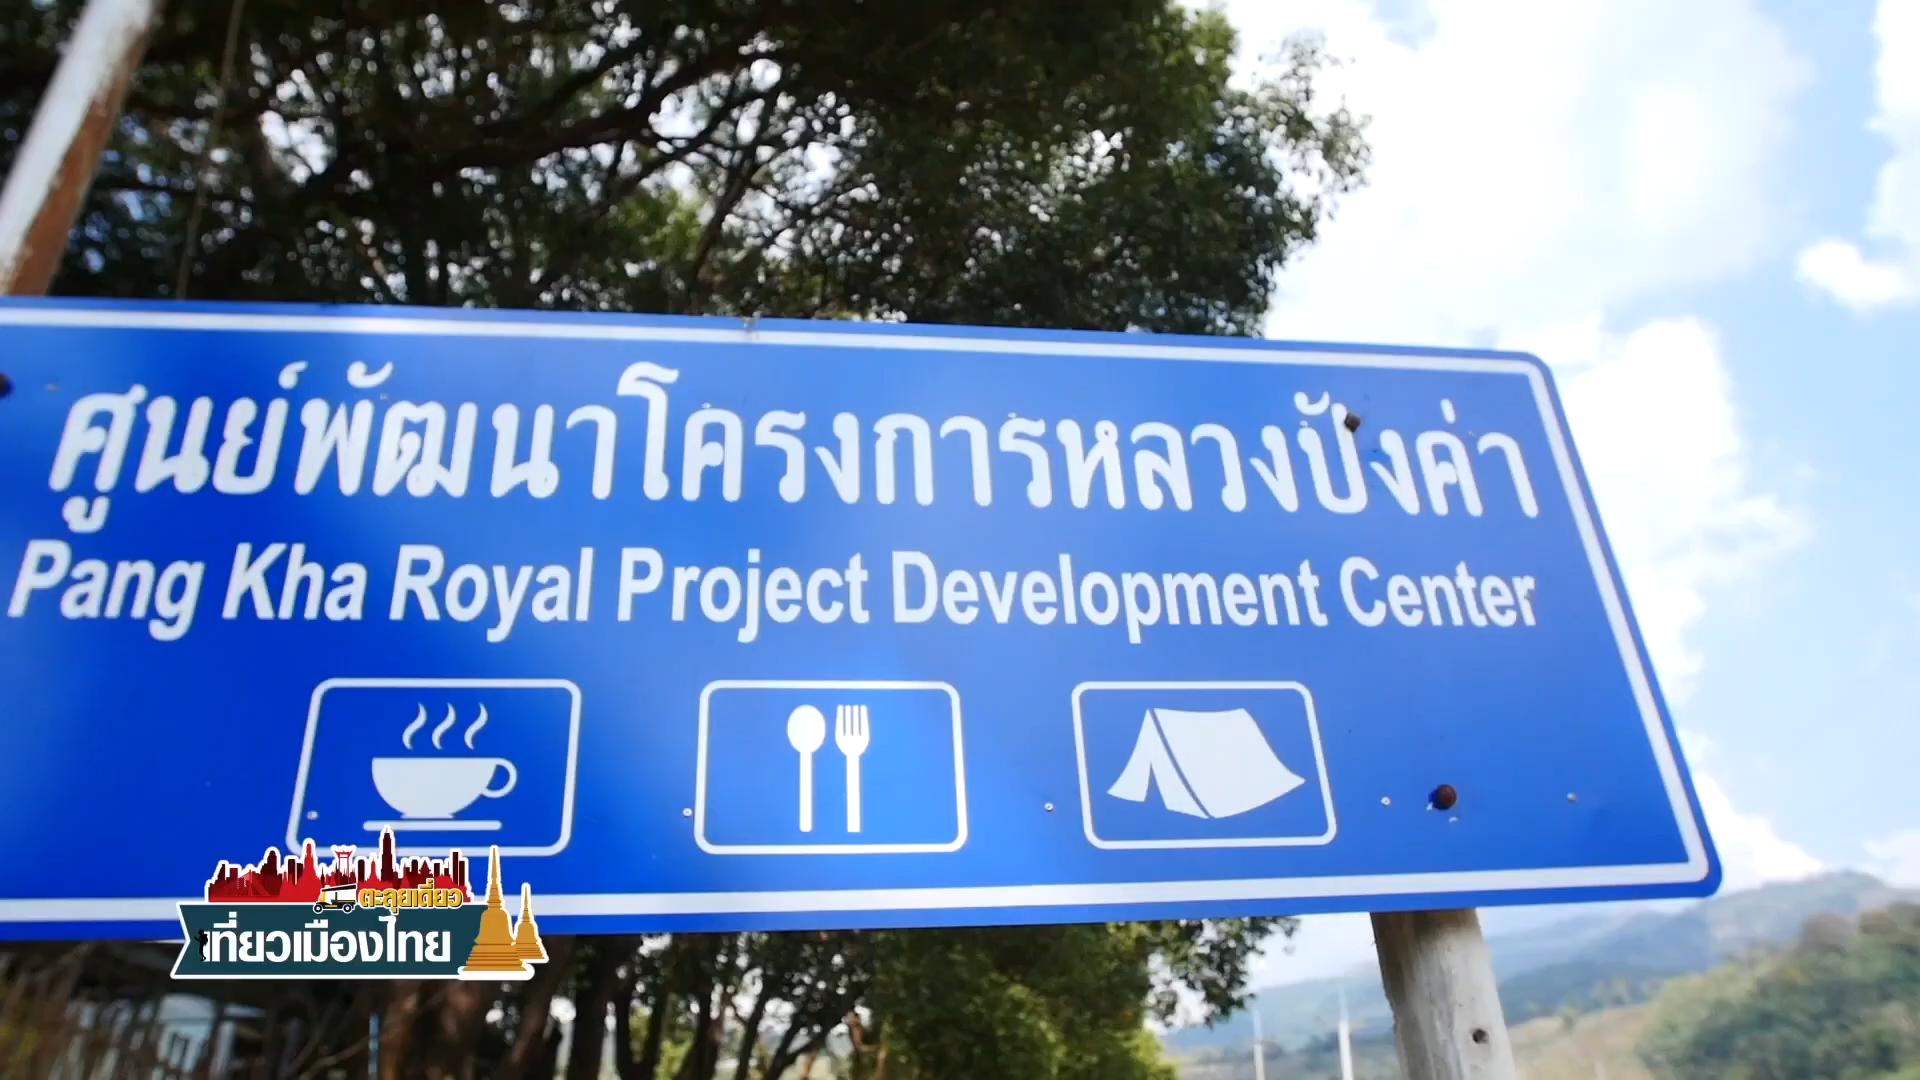 ศูนย์พัฒนาโครงการหลวงปังค่า
Pang Kha Royal Project Development Center
ตะลุยเดี่ยว
เที่ยวเมืองไทย